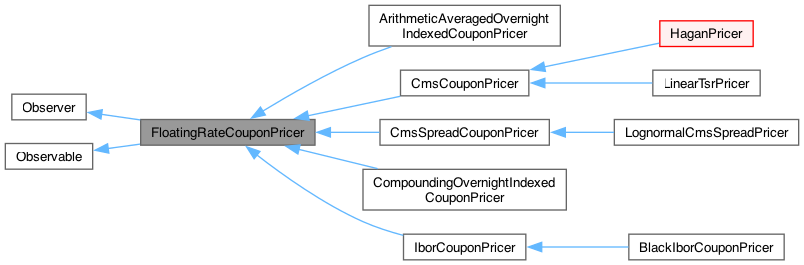 ArithmeticAveragedOvernight
IndexedCouponPricer
HaganPricer
CmsCouponPricer
LinearTsrPricer
Observer
FloatingRateCouponPricer
CmsSpreadCouponPricer
LognormalCmsSpreadPricer
Observable
CompoundingOvernightIndexed
CouponPricer
IborCouponPricer
BlackIborCouponPricer